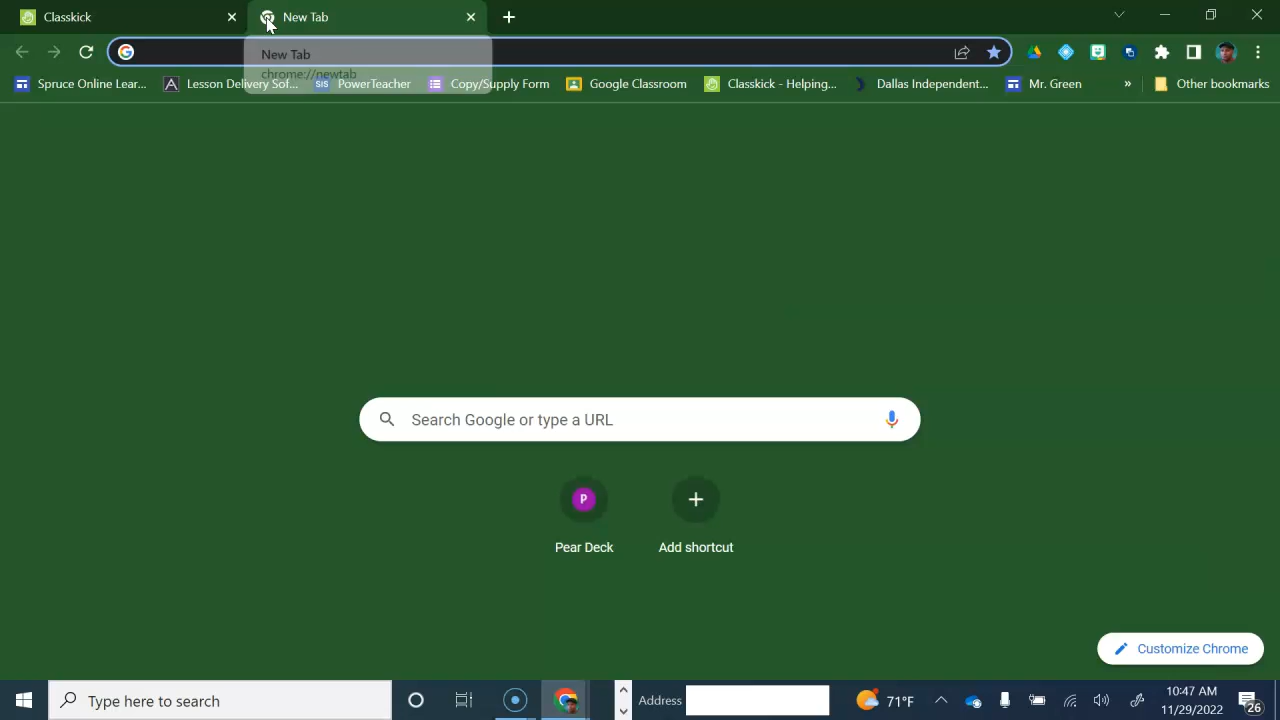 Classkick
New Tab
New Tab
chrome://newtab
Spruce Online Lear...
Lesson Delivery Sof...
SIS PowerTeacher
Copy/Supply Form
Google Classroom
Classkick - Helping...
Dallas Independent...
Mr. Green
»
Other bookmarks
Search Google or type a URL
P
Pear Deck
Add shortcut
Customize Chrome
Type here to search
Address
71°F
10:47 AM
11/29/2022
26